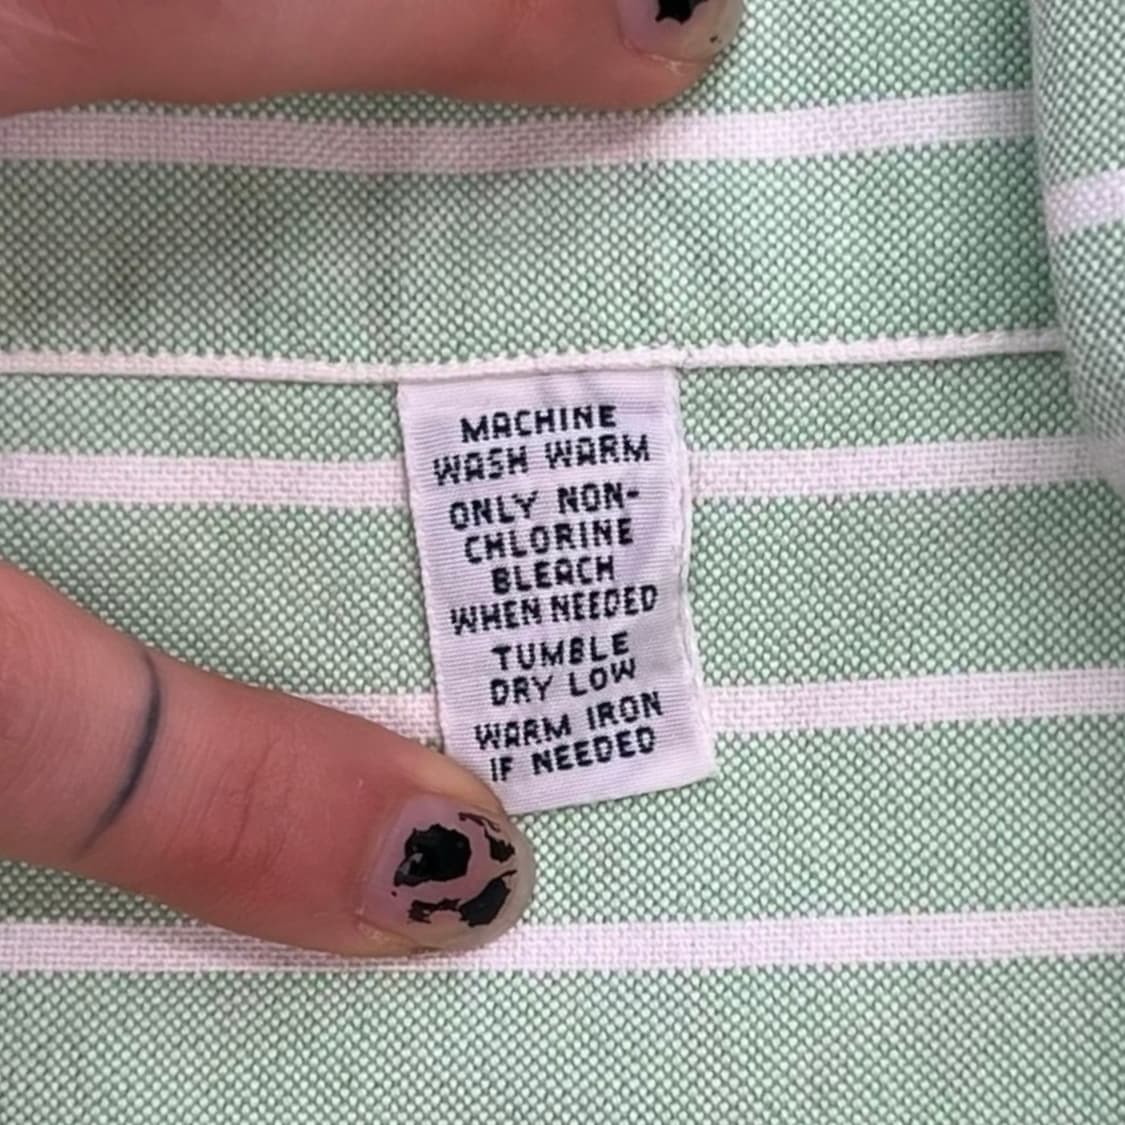 MACHINE
WASH WARM
ONLY NON-
CHLORINE
BLEACH
WHEN NEEDED
TUMBLE
DRY LOW
WARM IRON
IF NEEDED